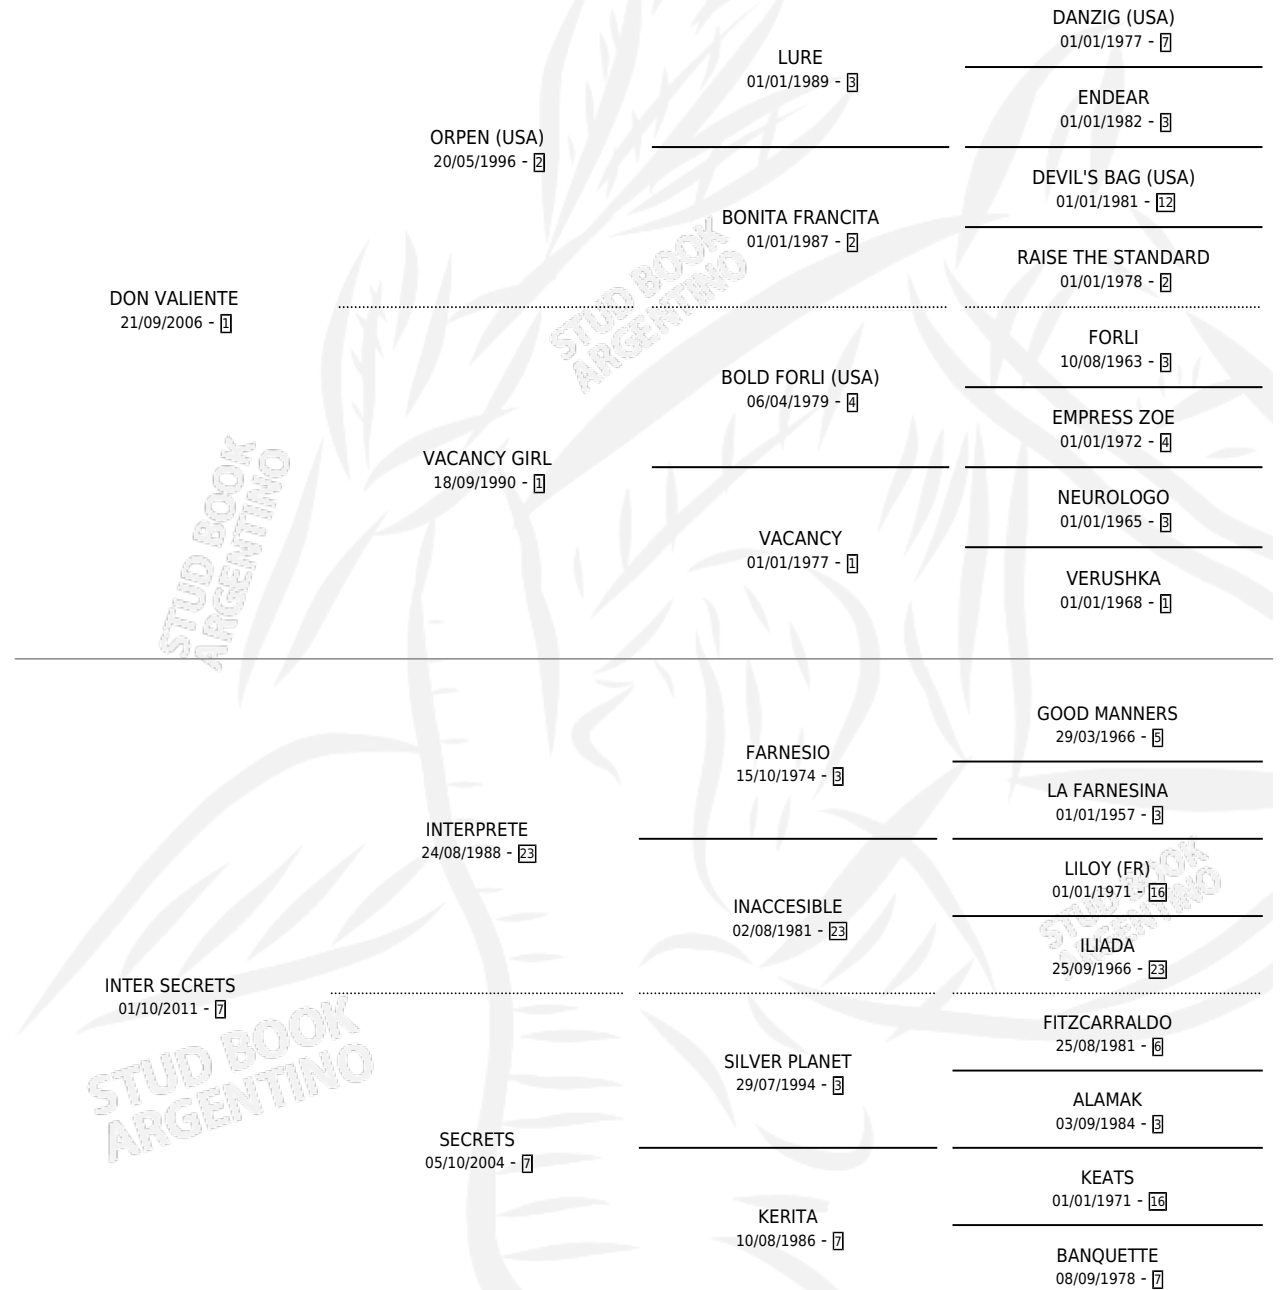 DANZIG (USA)
01/01/1977 - 7
LURE
01/01/1989 - 3
ENDEAR
01/01/1982 - 3
ORPEN (USA)
20/05/1996 - 2
DEVIL'S BAG (USA)
01/01/1981 - 12
BONITA FRANCITA
01/01/1987 - 2
RAISE THE STANDARD
01/01/1978 - 2
DON VALIENTE
21/09/2006 - 1
STUD BOOK
ARGENTINO
FORLI
10/08/1963 - 3
BOLD FORLI (USA)
06/04/1979 - 4
EMPRESS ZOE
01/01/1972 - 4
VACANCY GIRL
18/09/1990 - 1
NEUROLOGO
01/01/1965 - 3
VACANCY
01/01/1977 - 1
VERUSHKA
01/01/1968 - 1
STUD BOOK
ARGENTINO
GOOD MANNERS
29/03/1966 - 5
FARNESIO
15/10/1974 - 3
LA FARNESINA
01/01/1957 - 3
INTERPRETE
24/08/1988 - 23
LILOY (FR)
01/01/1971 - 16
INACCESIBLE
02/08/1981 - 23
ILIADA
25/09/1966 - 23
STUD BOOK
ARGENTINO
INTER SECRETS
01/10/2011 - 7
FITZCARRALDO
25/08/1981 - 6
SILVER PLANET
29/07/1994 - 3
ALAMAK
03/09/1984 - 3
SECRETS
05/10/2004 - 7
KEATS
01/01/1971 - 16
KERITA
10/08/1986 - 7
BANQUETTE
08/09/1978 - 7
STUD BOOK
ARGENTINO